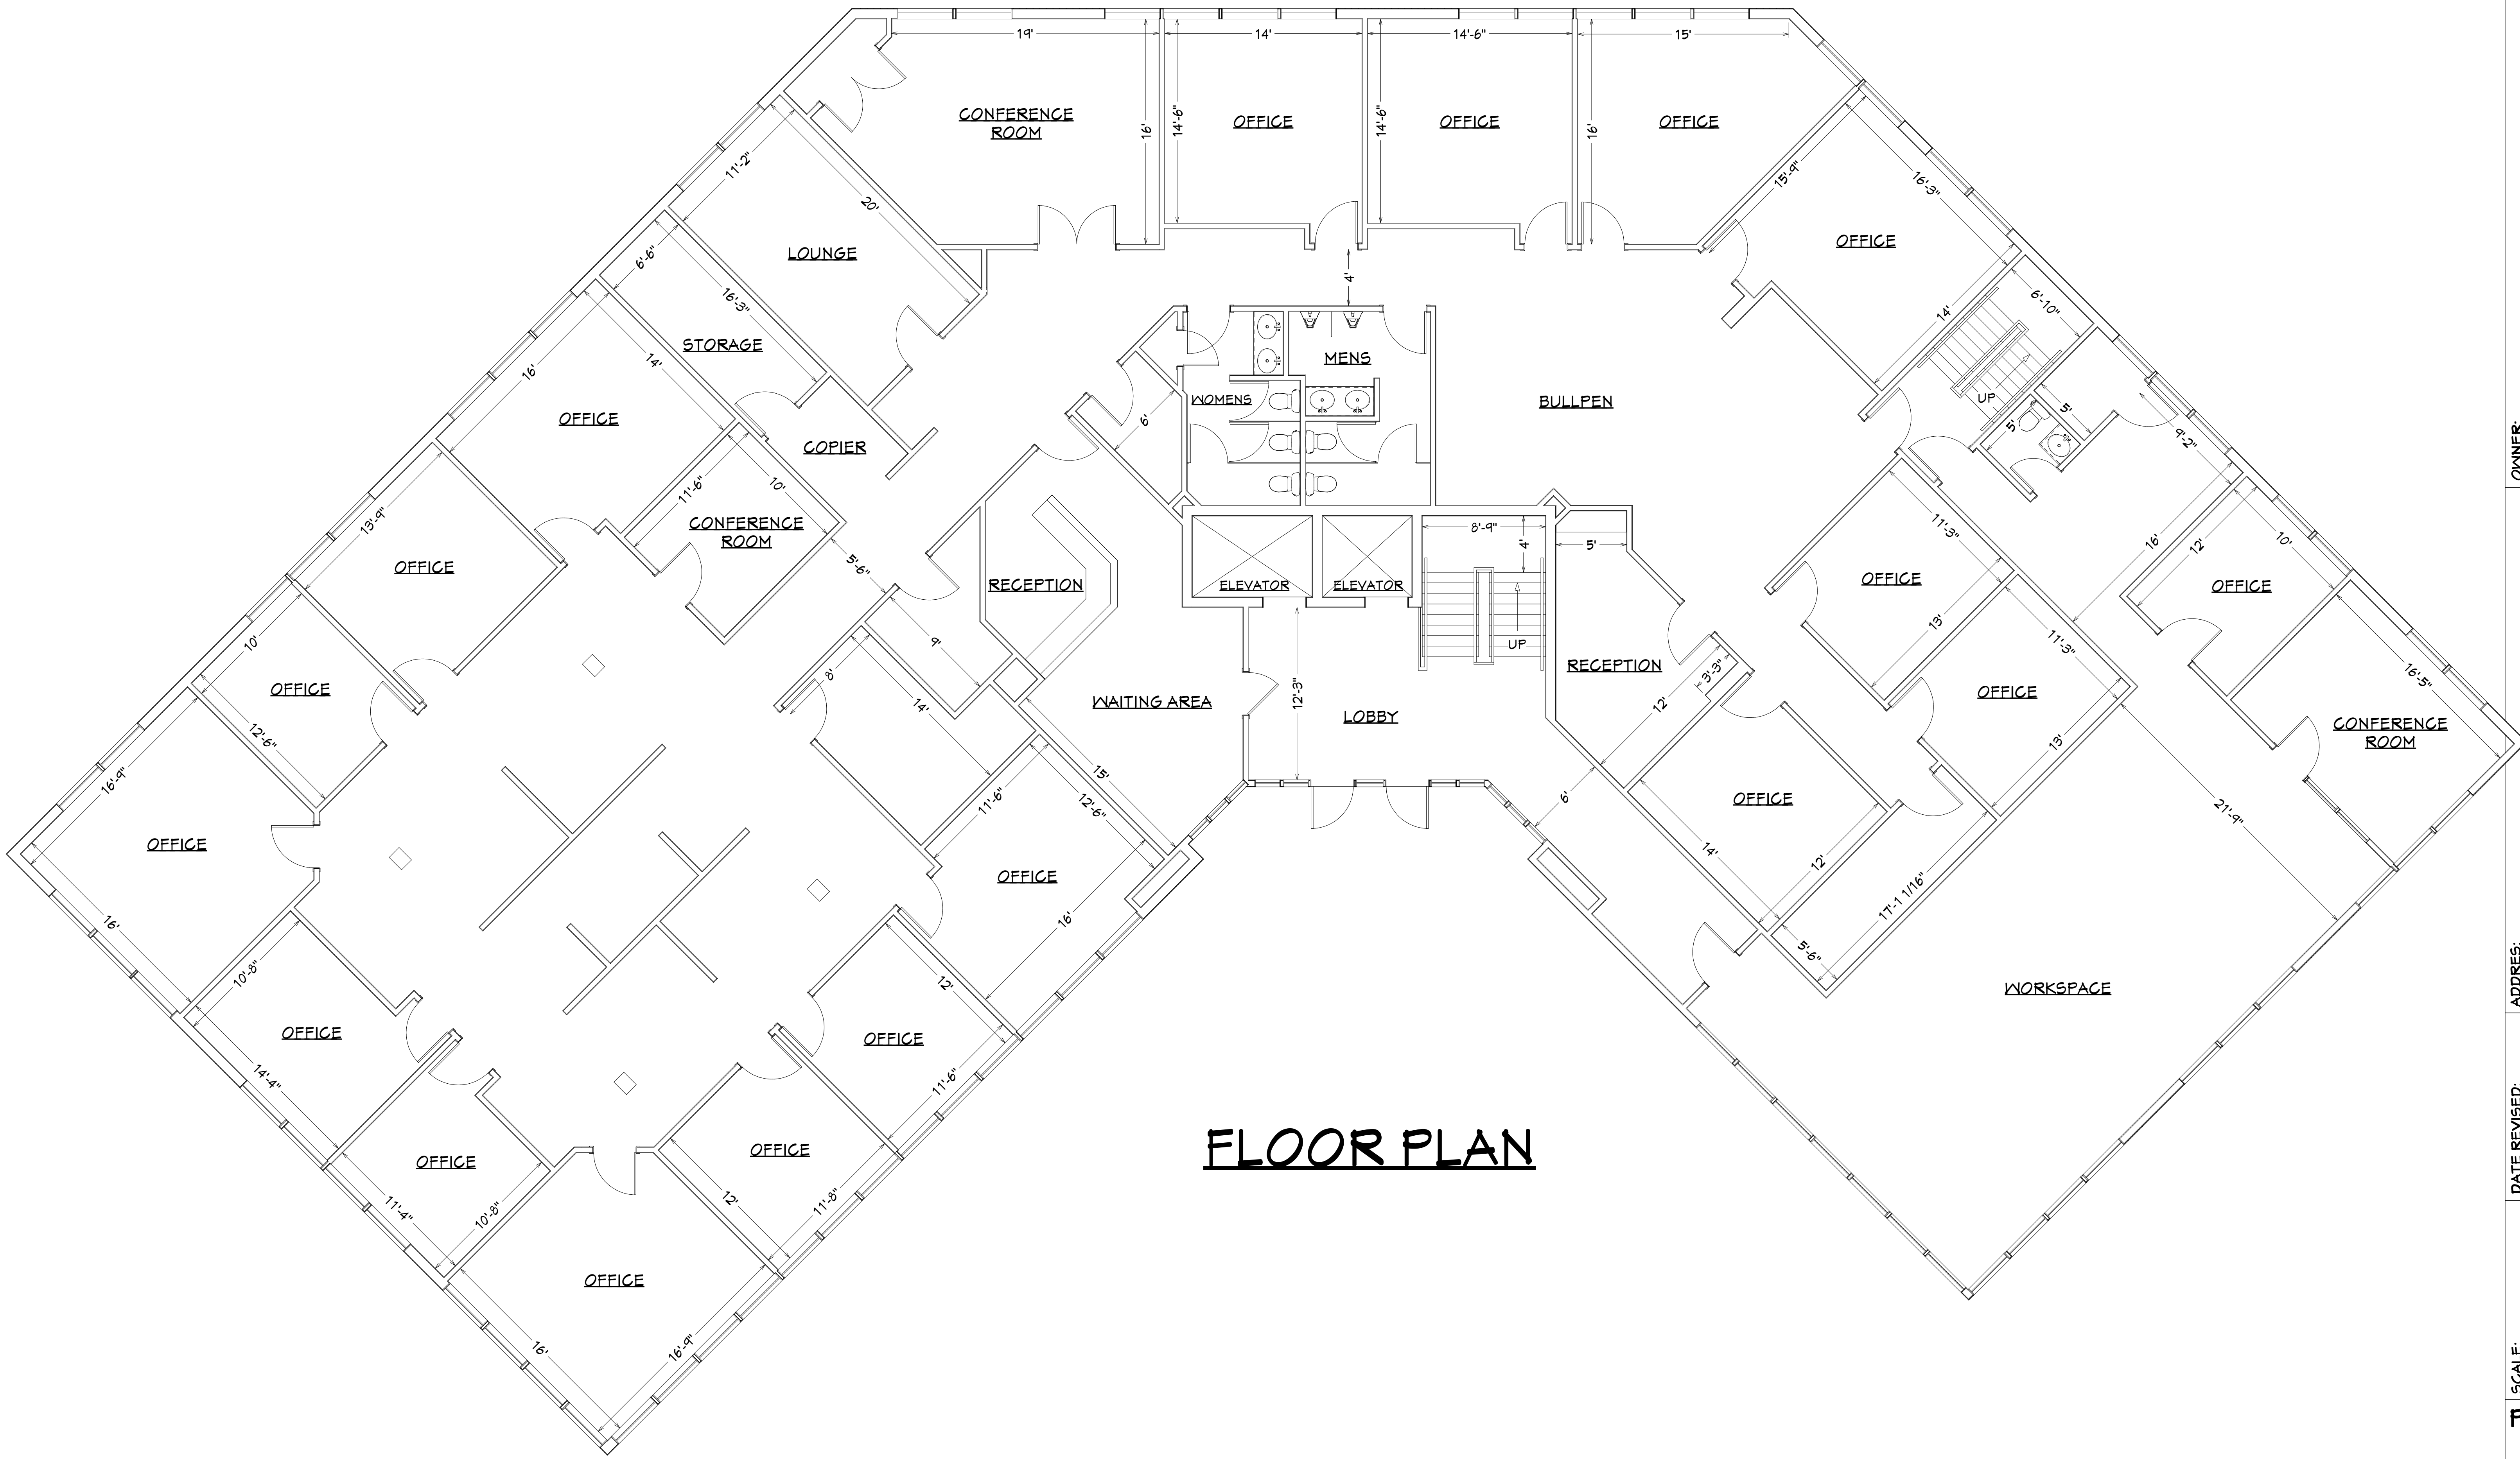 19'
14'
14'-6"
15'
CONFERENCE
ROOM
16'
14'-6"
OFFICE
14'-6"
OFFICE
16'
OFFICE
11'-2"
20'
15'-9"
16'-3"
OFFICE
14'
LOUNGE
6'-6"
16'-3"
STORAGE
4'
6'-10"
UP
5'
5'
9'-2"
MENS
WOMENS
6'
BULLPEN
16'
14'
OFFICE
COPIER
11'-6"
10'
CONFERENCE
ROOM
13'-9"
OFFICE
5'-6"
RECEPTION
9'
ELEVATOR
ELEVATOR
8'-9"
4'
5'
UP
RECEPTION
3'-3"
12'
11'-3"
OFFICE
13'
16'
12'
10'
OFFICE
11'-3"
OFFICE
13'
16'-5"
CONFERENCE
ROOM
10'
OFFICE
12'-6"
8'
14'
WAITING AREA
12'-3"
LOBBY
15'
16'-9"
OFFICE
16'
11'-6"
12'-6"
OFFICE
16'
6'
OFFICE
14'
12'
17'-1 1/16"
5'-6"
21'-9"
WORKSPACE
10'-8"
OFFICE
14'-4"
12'
OFFICE
11'-6"
OFFICE
11'-4"
10'-8"
OFFICE
12'
11'-8"
OFFICE
16'
16'-9"
FLOOR PLAN
OWNER:
ADDRES:
DATE REVISED:
SCALE: